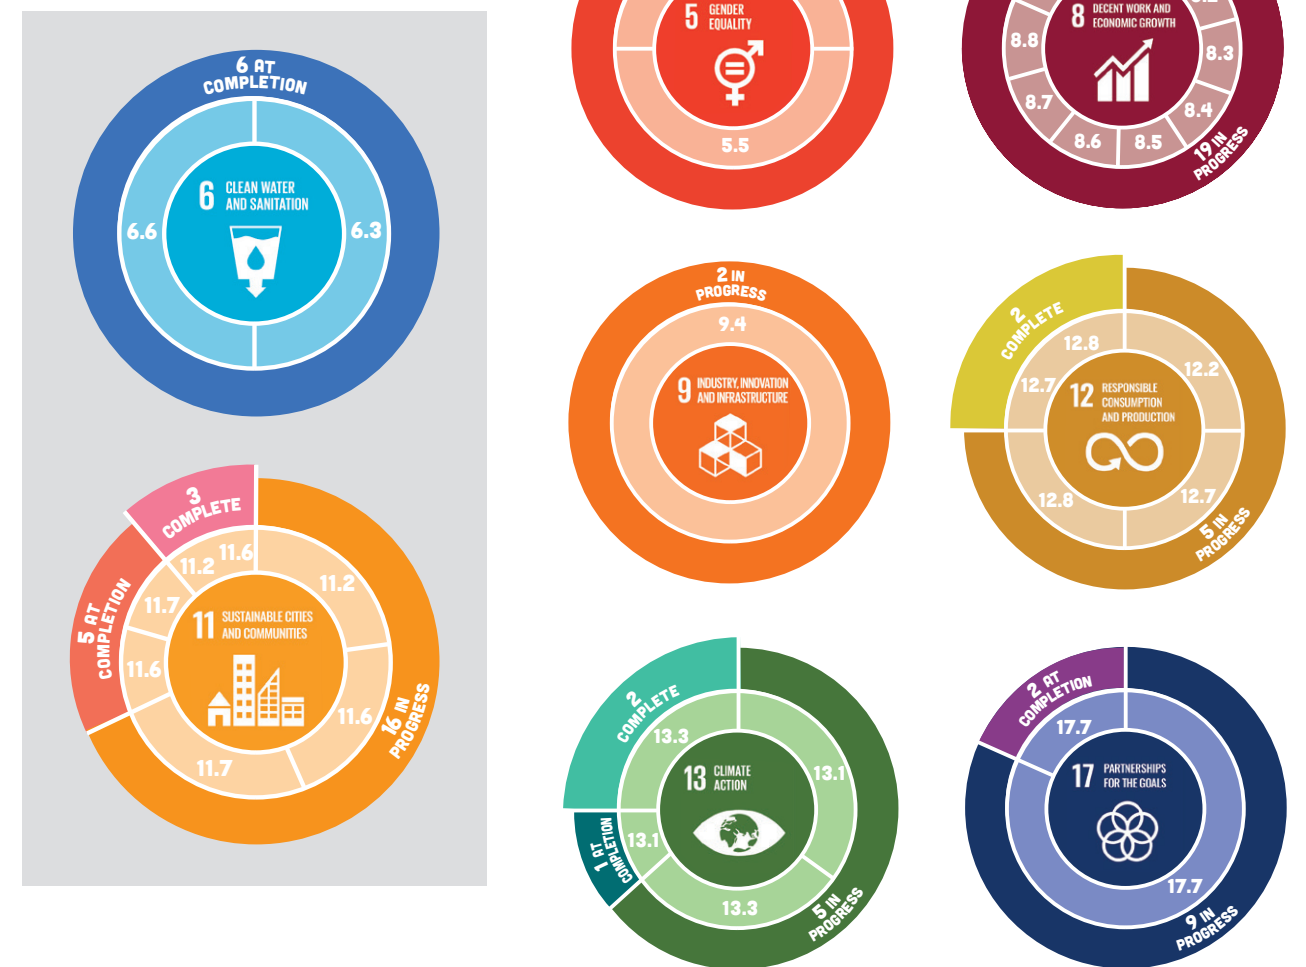 6 AT
COMPLETION
6 CLEAN WATER
AND SANITATION
6.6
6.3
3
COMPLETE
5 AT
COMPLETION
16 IN
PROGRESS
11.2
11.6
11.2
11.7
11.6
11.6
11.7
11 SUSTAINABLE CITIES
AND COMMUNITIES
5 GENDER
EQUALITY
5.5
8 DECENT WORK AND
ECONOMIC GROWTH
8.8
8.3
8.7
8.4
8.6
8.5
19 IN
PROGRESS
2 IN
PROGRESS
9.4
9 INDUSTRY, INNOVATION
AND INFRASTRUCTURE
2
COMPLETE
12.8
12.2
12.7
12 RESPONSIBLE
CONSUMPTION
AND PRODUCTION
12.8
12.7
5 IN
PROGRESS
2
COMPLETE
13.3
13.1
13 CLIMATE
ACTION
1 AT
COMPLETION
13.1
13.3
5 IN
PROGRESS
2 AT
COMPLETION
17.7
17 PARTNERSHIPS
FOR THE GOALS
17.7
9 IN
PROGRESS